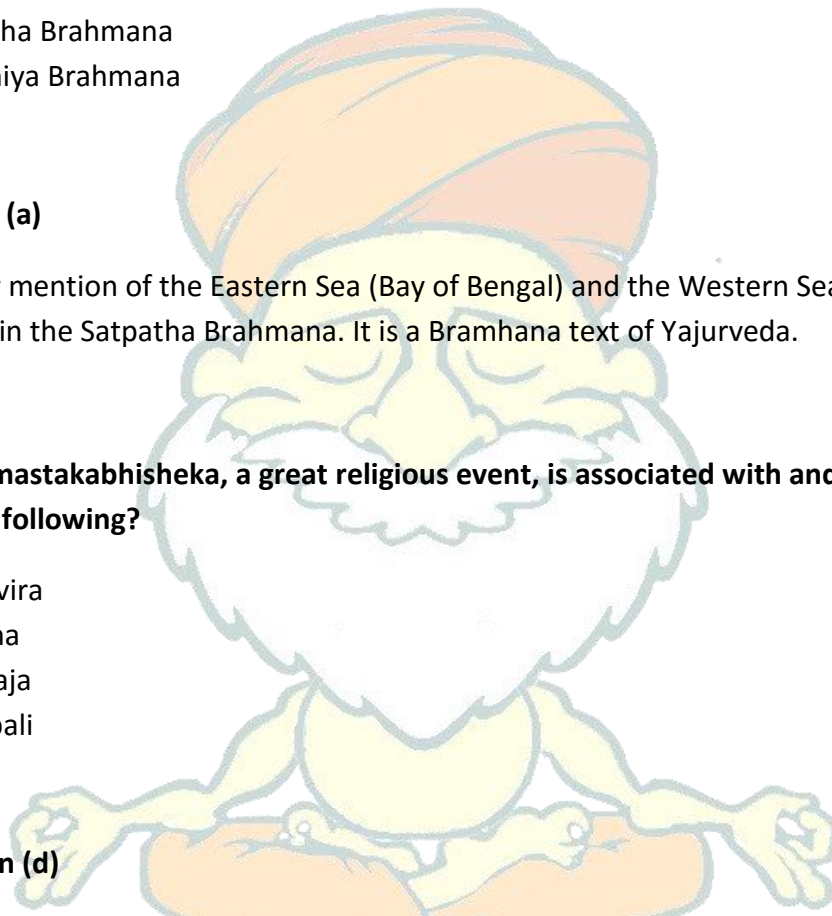 ha Brahmana
iya Brahmana
(a)
mention of the Eastern Sea (Bay of Bengal) and the Western Sea
in the Satpatha Brahmana. It is a Bramhana text of Yajurveda.
mastakabhisheka, a great religious event, is associated with and
following?
vira
na
aja
bali
n (d)